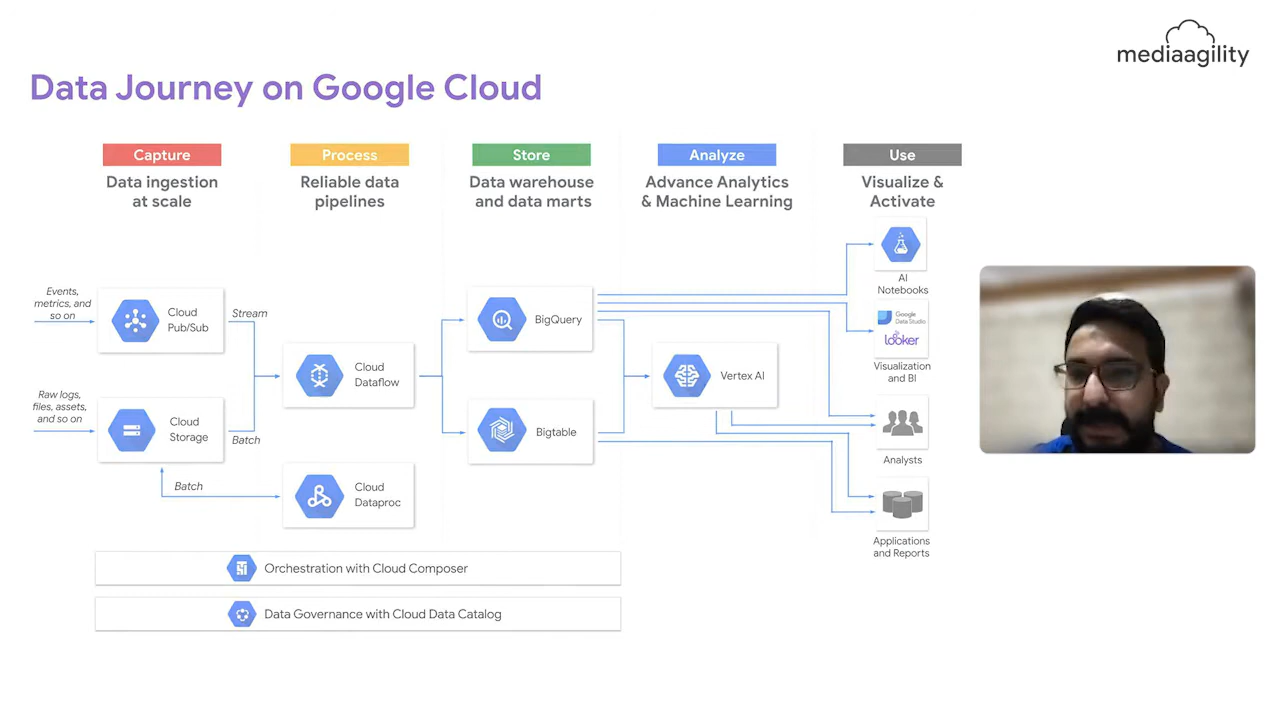 mediaagility
Data Journey on Google Cloud
Capture
Data ingestion
at scale
Process
Reliable data
pipelines
Store
Data warehouse
and data marts
Analyze
Advance Analytics
& Machine Learning
Use
Visualize &
Activate
Events,
metrics, and
so on
Cloud
Pub/Sub
Stream
Raw logs,
files, assets,
and so on
Cloud
Storage
Batch
Batch
Cloud
Dataflow
Cloud
Dataproc
BigQuery
Bigtable
Vertex AI
AI
Notebooks
Google
Data Studio
looker
Visualization
and BI
Analysts
Applications
and Reports
Orchestration with Cloud Composer
Data Governance with Cloud Data Catalog